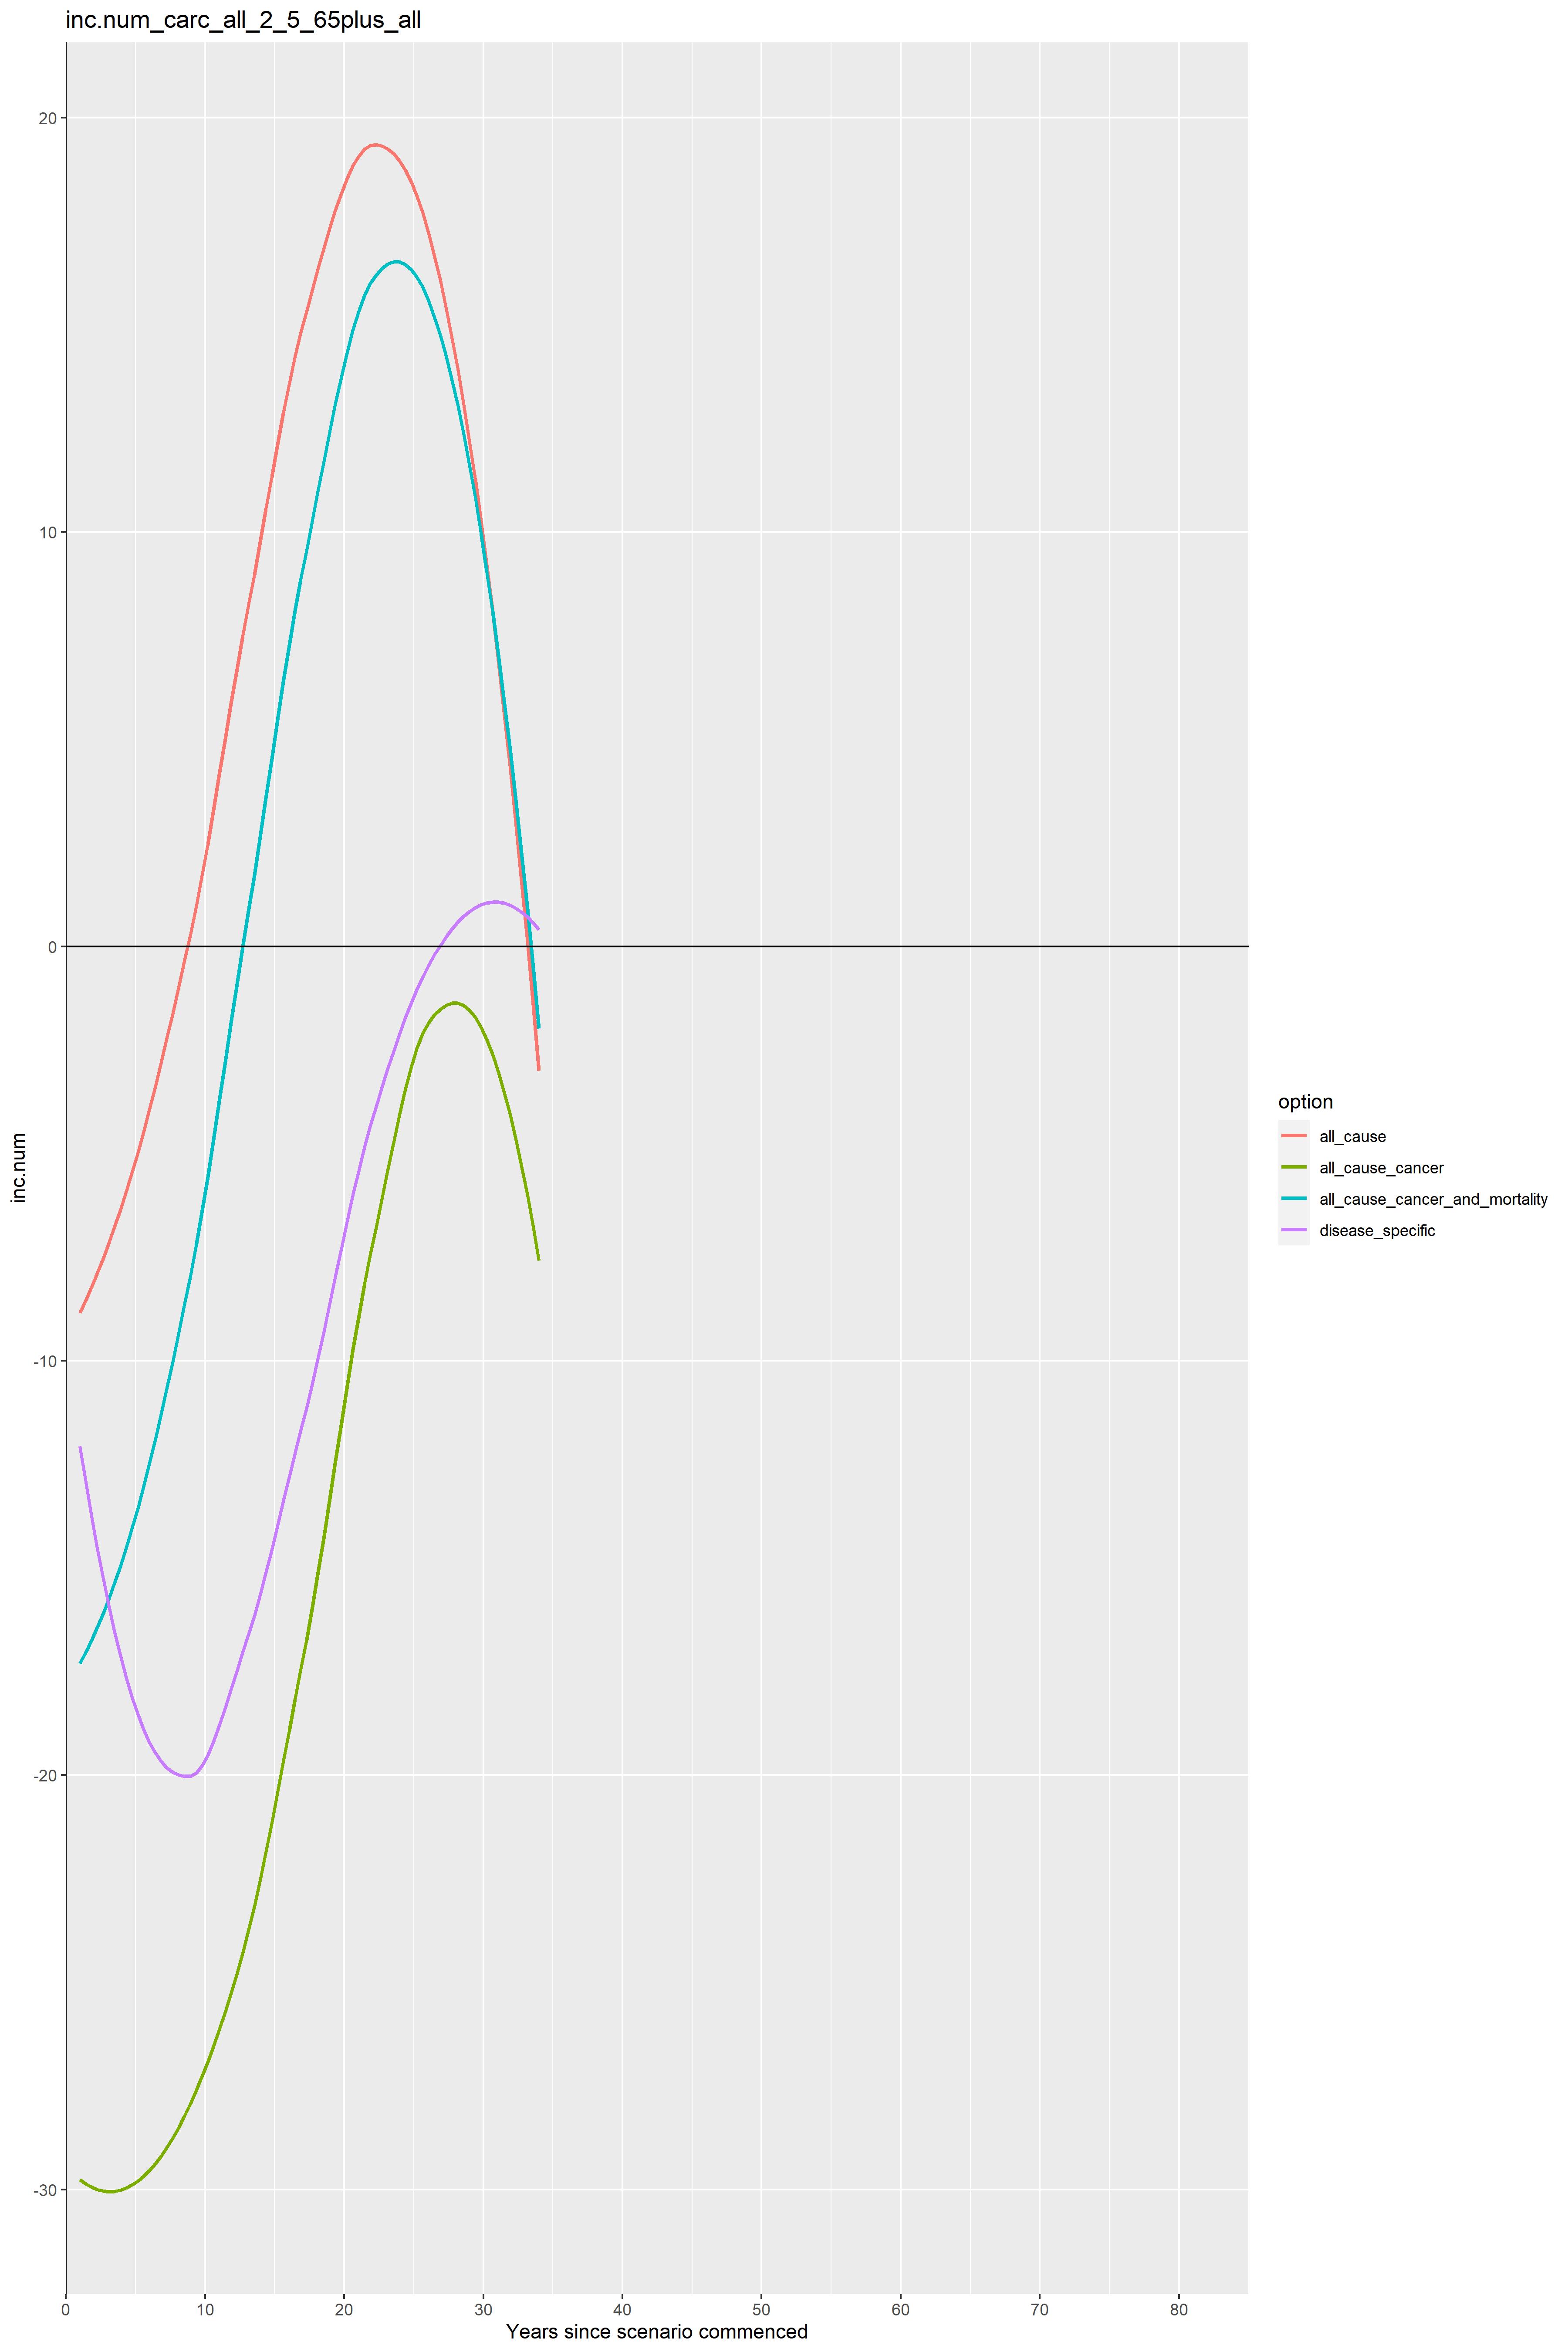 inc.num_carc_all_2_5_65plus_all
20
10
0
-10
-20
-30
inc.num
0 10 20 30 40 50 60 70 80
Years since scenario commenced
option
all_cause
all_cause_cancer
all_cause_cancer_and_mortality
disease_specific